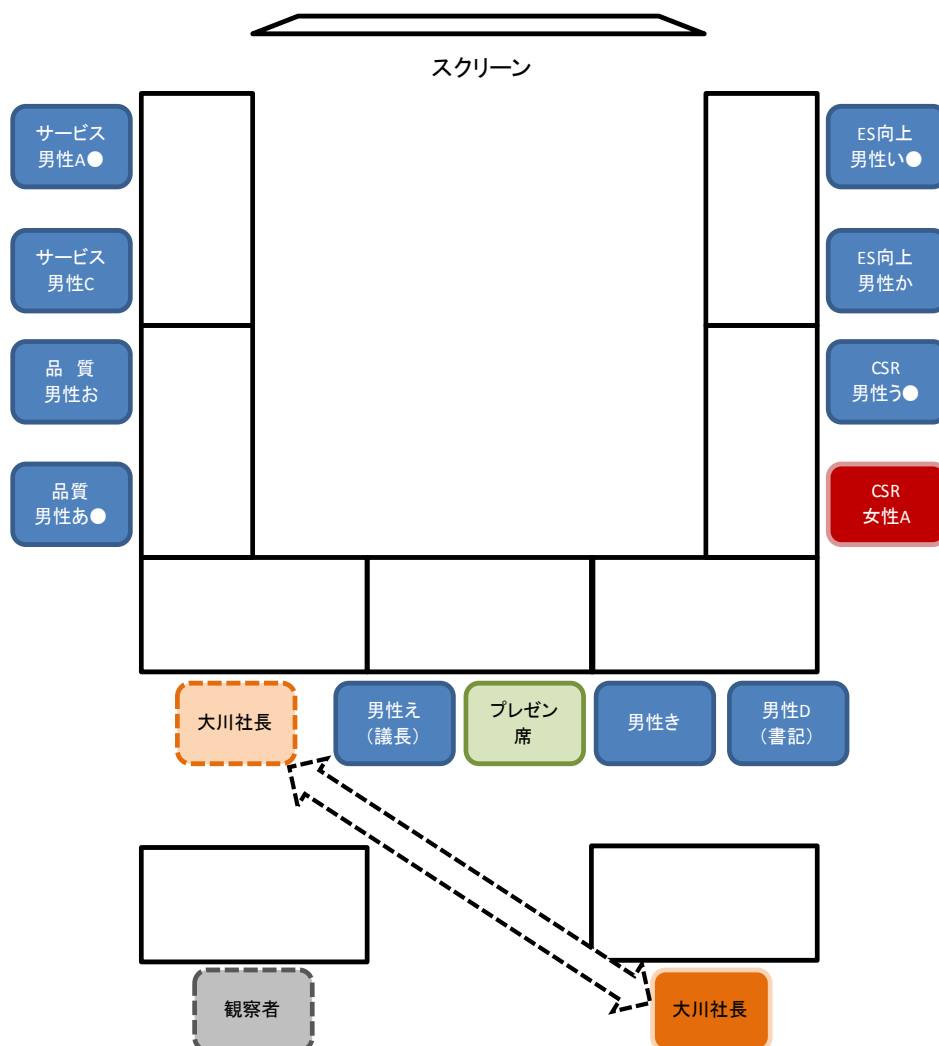 スクリーン
サービス
男性A●
ES向上
男性い●
サービス
男性C
ES向上
男性か
品　質
男性お
CSR
男性う●
品質
男性あ●
CSR
女性A
大川社長
男性え
（議長）
プレゼン
席
男性き
男性D
（書記）
観察者
大川社長